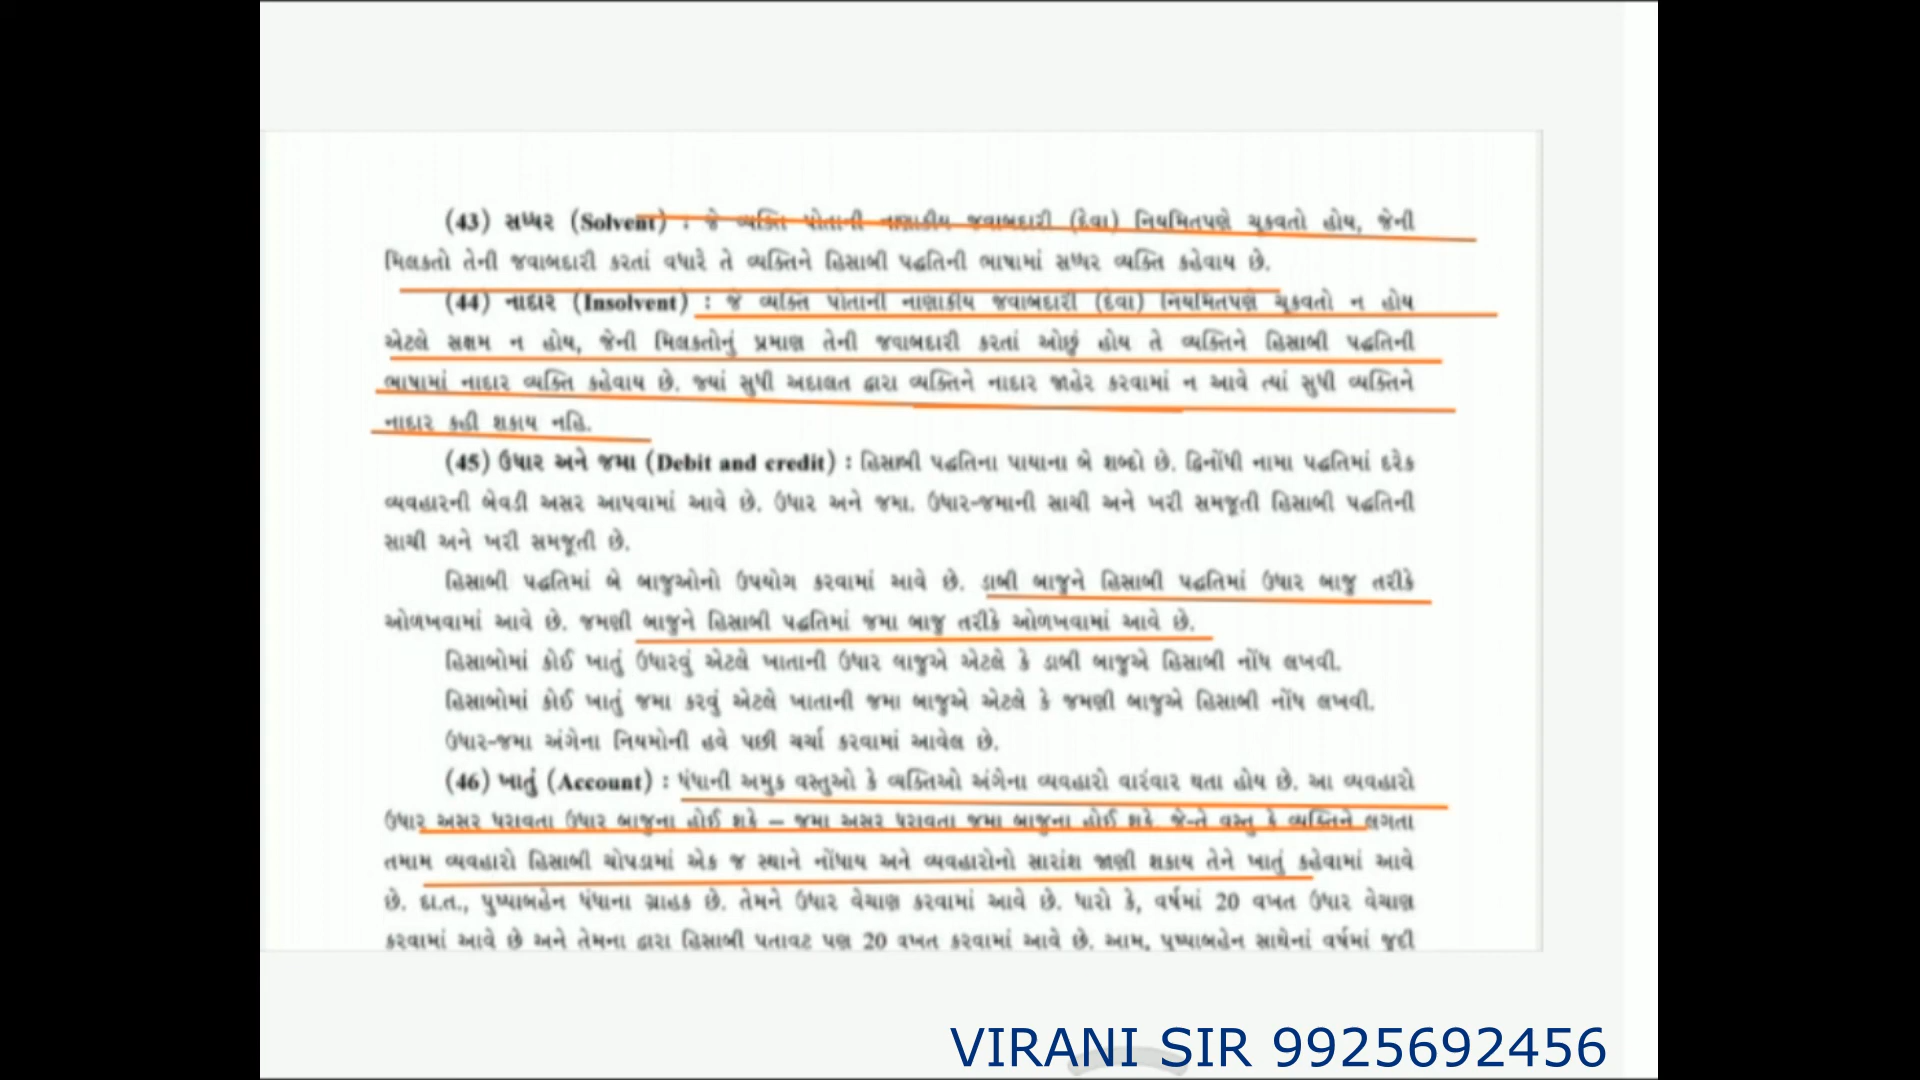 (43) સધ્ધર (Solvent) : જે વ્યક્તિ પોતાની નાણાકીય જવાબદારી (દેવા) નિયમિતપણે ચૂકવતો હોય, જેની
મિલકતો તેની જવાબદારી કરતાં વધારે તે વ્યક્તિને હિસાબી પદ્ધતિની ભાષામાં સધ્ધર વ્યક્તિ કહેવાય છે.
(44) નાદાર (Insolvent) : જે વ્યક્તિ પોતાની નાણાકીય જવાબદારી (દેવા) નિયમિતપણે ચૂકવતો ન હોય
એટલે સક્ષમ ન હોય, જેની મિલકતોનું પ્રમાણ તેની જવાબદારી કરતાં ઓછું હોય તે વ્યક્તિને હિસાબી પદ્ધતિની
ભાષામાં નાદાર વ્યક્તિ કહેવાય છે. જ્યાં સુધી અદાલત દ્વારા વ્યક્તિને નાદાર જાહેર કરવામાં ન આવે ત્યાં સુધી વ્યક્તિને
નાદાર કહી શકાય નહિ.
(45) ઉધાર અને જમા (Debit and credit) : હિસાબી પદ્ધતિના પાયાના બે શબ્દો છે. દ્વિનોંધી નામા પદ્ધતિમાં દરેક
વ્યવહારની બેવડી અસર આપવામાં આવે છે. ઉધાર અને જમા. ઉધાર-જમાની સાચી અને ખરી સમજૂતી હિસાબી પદ્ધતિની
સાચી અને ખરી સમજૂતી છે.
હિસાબી પદ્ધતિમાં બે બાજુઓનો ઉપયોગ કરવામાં આવે છે. ડાબી બાજુને હિસાબી પદ્ધતિમાં ઉધાર બાજુ તરીકે
ઓળખવામાં આવે છે. જમણી બાજુને હિસાબી પદ્ધતિમાં જમા બાજુ તરીકે ઓળખવામાં આવે છે.
હિસાબોમાં કોઈ ખાતું ઉધારવું એટલે ખાતાની ઉધાર બાજુએ એટલે કે ડાબી બાજુએ હિસાબી નોંધ લખવી.
હિસાબોમાં કોઈ ખાતું જમા કરવું એટલે ખાતાની જમા બાજુએ એટલે કે જમણી બાજુએ હિસાબી નોંધ લખવી.
ઉધાર-જમા અંગેના નિયમોની હવે પછી ચર્ચા કરવામાં આવેલ છે.
(46) ખાતું (Account) : ધંધાની અમુક વસ્તુઓ કે વ્યક્તિઓ અંગેના વ્યવહારો વારંવાર થતા હોય છે. આ વ્યવહારો
ઉધાર અસર ધરાવતા ઉધાર બાજુના હોઈ શકે – જમા અસર ધરાવતા જમા બાજુના હોઈ શકે. જે-તે વસ્તુ કે વ્યક્તિને લગતા
તમામ વ્યવહારો હિસાબી ચોપડામાં એક જ સ્થાને નોંધાય અને વ્યવહારોનો સારાંશ જાણી શકાય તેને ખાતું કહેવામાં આવે
છે. દા.ત., પુષ્પાબહેન ધંધાના ગ્રાહક છે. તેમને ઉધાર વેચાણ કરવામાં આવે છે. ધારો કે, વર્ષમાં 20 વખત ઉધાર વેચાણ
કરવામાં આવે છે અને તેમના દ્વારા હિસાબી પતાવટ પણ 20 વખત કરવામાં આવે છે. આમ, પુષ્પાબહેન સાથેનાં વર્ષમાં જૂદી
VIRANI SIR 9925692456